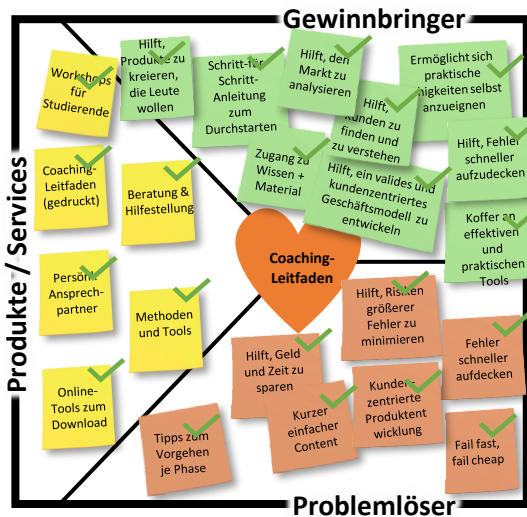 Gewinnbringer
Produkte / Services
Problemlöser
Workshops
für
Studierende
Coaching-
Leitfaden
(gedruckt)
Beratung &
Hilfestellung
Persönl.
Ansprech-
partner
Methoden
und Tools
Online-
Tools zum
Download
Hilft,
Produkte zu
kreieren,
die Leute
wollen
Schritt-für
Schritt-
Anleitung
zum
Durchstarten
Hilft, den
Markt zu
analysieren
Hilft,
Kunden zu
finden und
zu verstehen
Ermöglicht sich
praktische
Fähigkeiten selbst
anzueignen
Zugang zu
Wissen +
Material
Hilft, ein valides und
kundenzentriertes
Geschäftsmodell zu
entwickeln
Hilft, Fehler
schneller
aufzudecken
Koffer an
effektiven
und
praktischen
Tools
Coaching-
Leitfaden
Hilft, Risiken
größerer
Fehler zu
minimieren
Hilft, Geld
und Zeit zu
sparen
Fehler
schneller
aufdecken
Kunden-
zentrierte
Produktent
wicklung
Kurzer
einfacher
Content
Tipps zum
Vorgehen
je Phase
Fail fast,
fail cheap